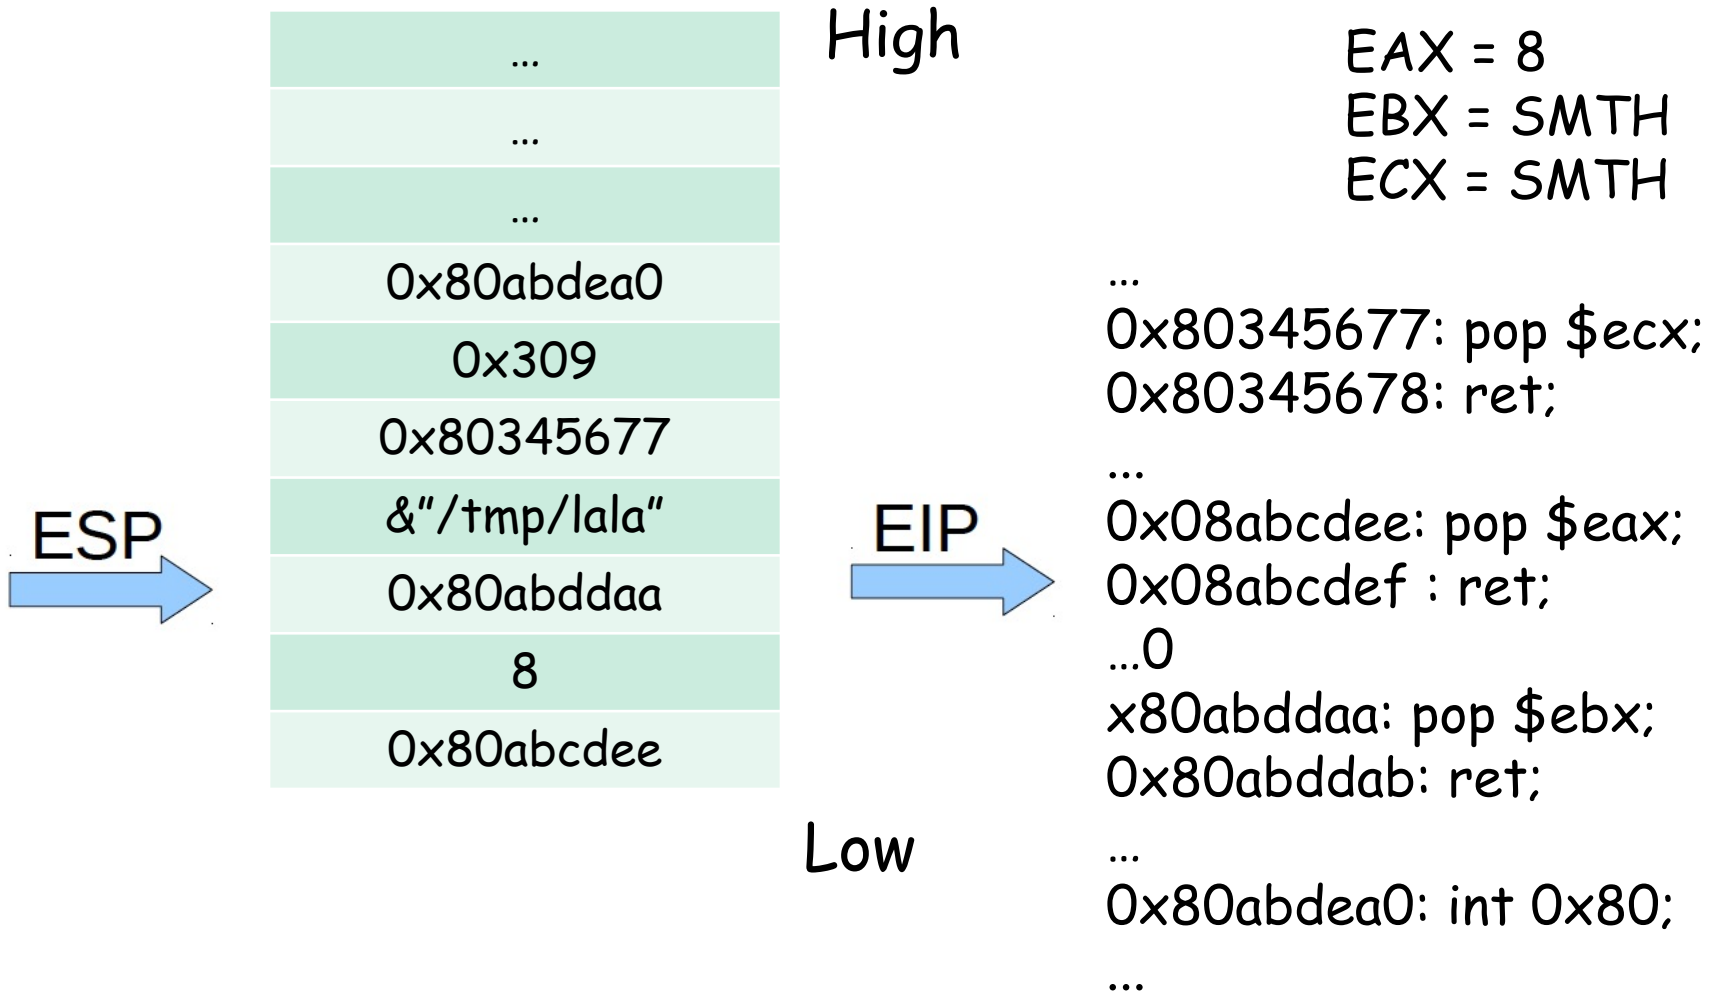 High
...
...
...
0x80abdea0
0x309
0x80345677
&"/tmp/lala"
0x80abddaa
8
0x80abcdee
Low
ESP
EIP
EAX = 8
EBX = SMTH
ECX = SMTH
...
0x80345677: pop $ecx;
0x80345678: ret;
...
0x08abcdee: pop $eax;
0x08abcdef : ret;
...0
x80abddaa: pop $ebx;
0x80abddab: ret;
...
0x80abdea0: int 0x80;
...